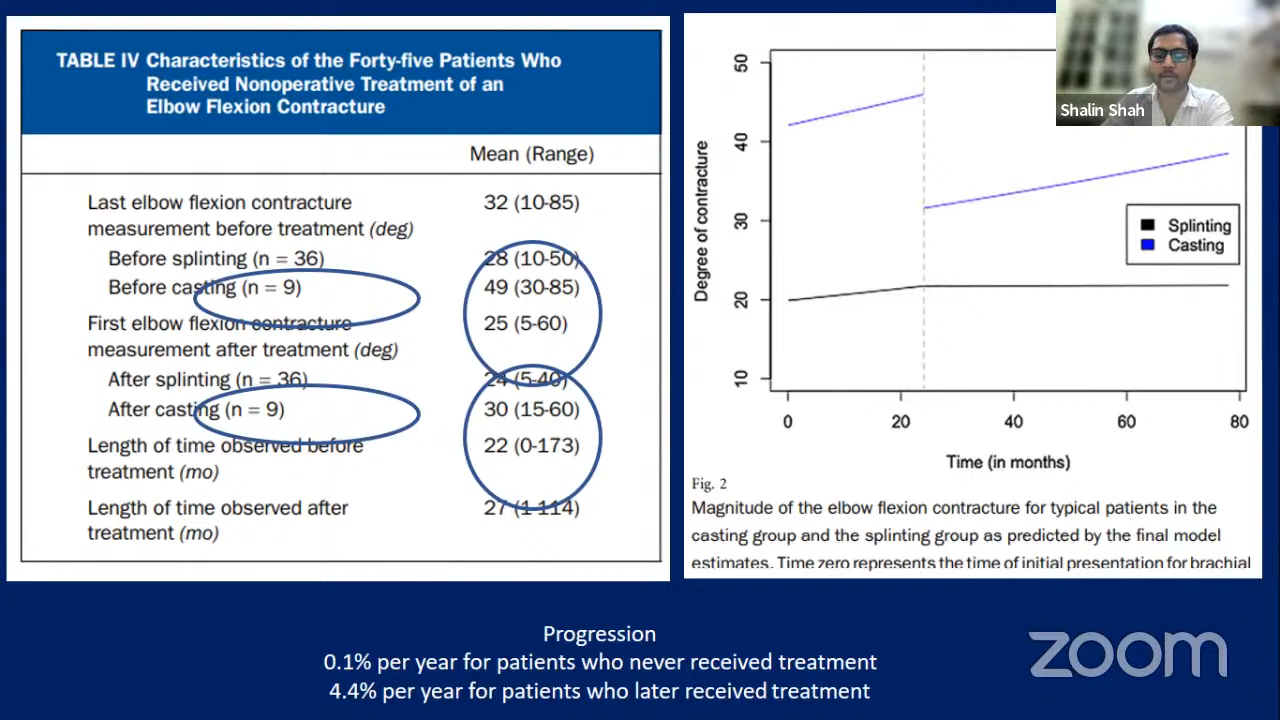 TABLE IV Characteristics of the Forty-five Patients Who
Received Nonoperative Treatment of an
Elbow Flexion Contracture
Mean (Range)
Last elbow flexion contracture
measurement before treatment (deg)
32 (10-85)
Before splinting (n = 36)
28 (10-50)
Before casting (n = 9)
49 (30-85)
First elbow flexion contracture
measurement after treatment (deg)
25 (5-60)
After splinting (n = 36)
24 (5-40)
After casting (n = 9)
30 (15-60)
Length of time observed before
treatment (mo)
22 (0-173)
Length of time observed after
treatment (mo)
27 (1-114)
Degree of contracture
50
40
30
20
10
0
20
40
60
80
Time (in months)
Splinting
Casting
Fig. 2
Magnitude of the elbow flexion contracture for typical patients in the
casting group and the splinting group as predicted by the final model
estimates. Time zero represents the time of initial presentation for brachial
Shalin Shah
Progression
0.1% per year for patients who never received treatment
4.4% per year for patients who later received treatment
zoom